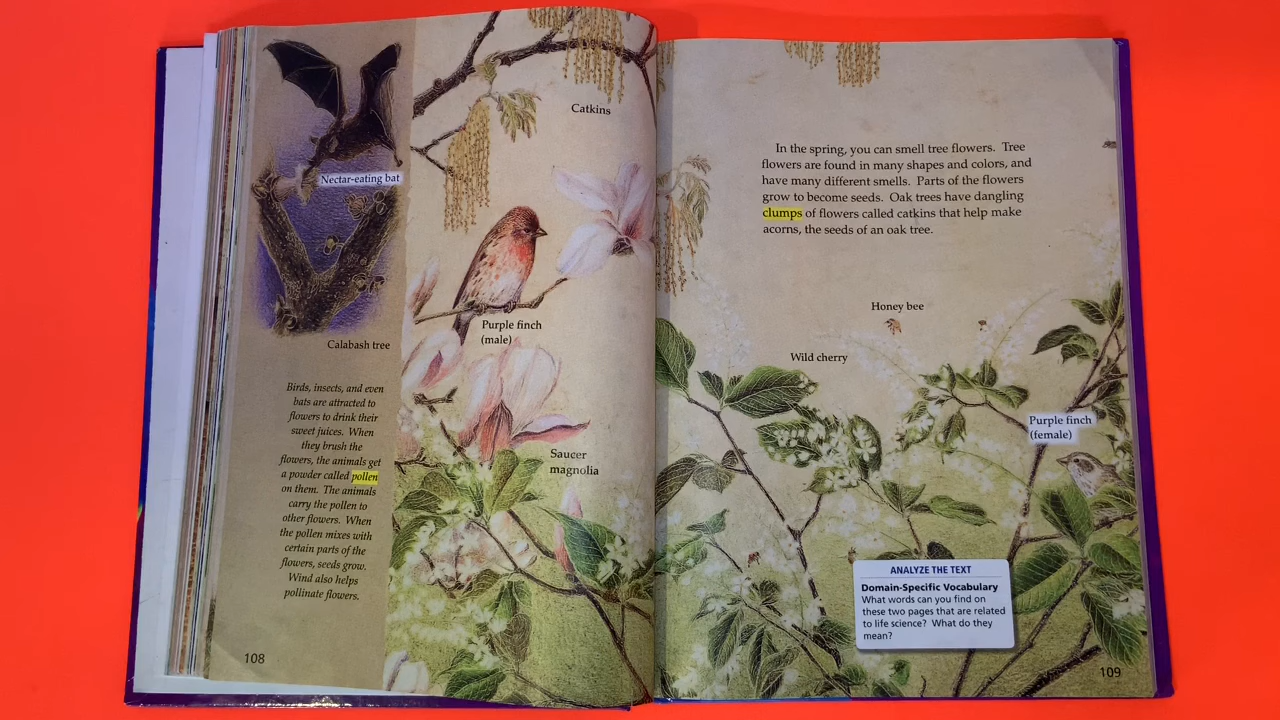 Nectar-eating bat
Calabash tree
Birds, insects, and even
bats are attracted to
flowers to drink their
sweet juices. When
they brush the
flowers, the animals get
a powder called pollen
on them. The animals
carry the pollen to
other flowers. When
the pollen mixes with
certain parts of the
flowers, seeds grow.
Wind also helps
pollinate flowers.
108
Catkins
Purple finch
(male)
Saucer
magnolia
In the spring, you can smell tree flowers. Tree
flowers are found in many shapes and colors, and
have many different smells. Parts of the flowers
grow to become seeds. Oak trees have dangling
clumps of flowers called catkins that help make
acorns, the seeds of an oak tree.
Honey bee
Wild cherry
Purple finch
(female)
ANALYZE THE TEXT
Domain-Specific Vocabulary
What words can you find on
these two pages that are related
to life science? What do they
mean?
109